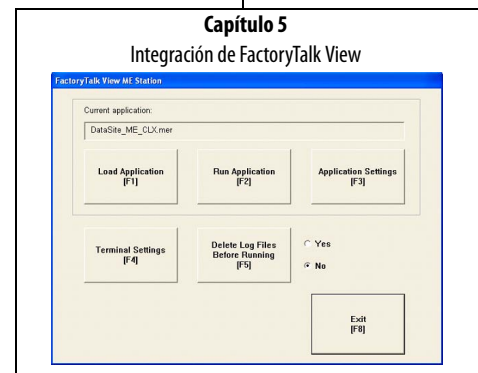 Capítulo 5
Integración de FactoryTalk View
FactoryTalk View ME Station
Current application:
DataSite_ME_CLX.mer
Load Application
[F1]
Run Application
[F2]
Application Settings
[F3]
Terminal Settings
[F4]
Delete Log Files
Before Running
[F5]
Yes
No
Exit
[F8]